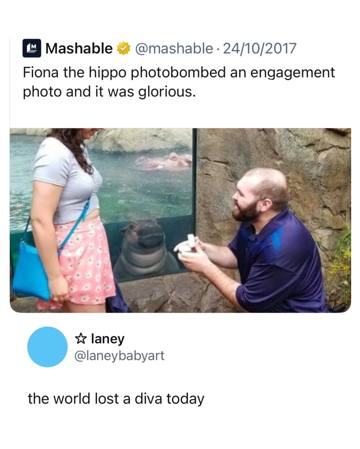 Mashable @mashable · 24/10/2017
Fiona the hippo photobombed an engagement
photo and it was glorious.
☆ laney
@laneybabyart
the world lost a diva today